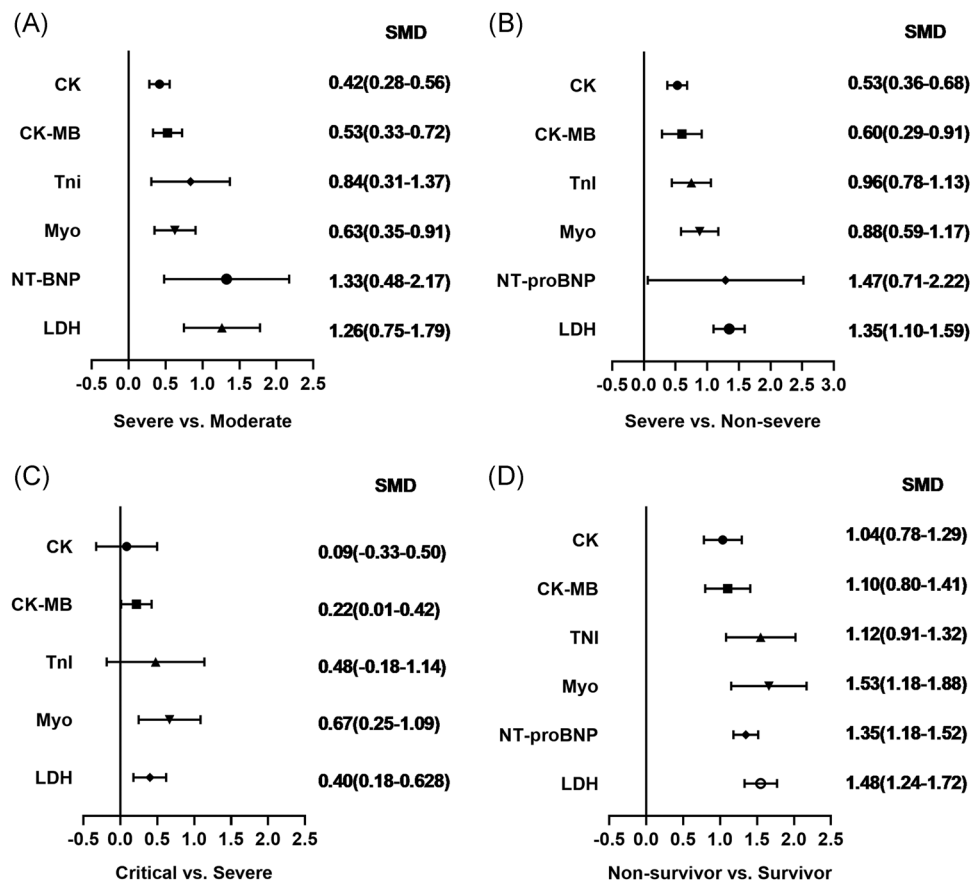 (A)
SMD
CK 0.42(0.28-0.56)
CK-MB 0.53(0.33-0.72)
Tni 0.84(0.31-1.37)
Myo 0.63(0.35-0.91)
NT-BNP 1.33(0.48-2.17)
LDH 1.26(0.75-1.79)
-0.5 0.0 0.5 1.0 1.5 2.0 2.5
Severe vs. Moderate
(B)
SMD
CK 0.53(0.36-0.68)
CK-MB 0.60(0.29-0.91)
TnI 0.96(0.78-1.13)
Myo 0.88(0.59-1.17)
NT-proBNP 1.47(0.71-2.22)
LDH 1.35(1.10-1.59)
-0.5 0.0 0.5 1.0 1.5 2.0 2.5 3.0
Severe vs. Non-severe
(C)
SMD
CK 0.09(-0.33-0.50)
CK-MB 0.22(0.01-0.42)
TnI 0.48(-0.18-1.14)
Myo 0.67(0.25-1.09)
LDH 0.40(0.18-0.628)
-0.5 0.0 0.5 1.0 1.5 2.0 2.5
Critical vs. Severe
(D)
SMD
CK 1.04(0.78-1.29)
CK-MB 1.10(0.80-1.41)
TNI 1.12(0.91-1.32)
Myo 1.53(1.18-1.88)
NT-proBNP 1.35(1.18-1.52)
LDH 1.48(1.24-1.72)
-0.5 0.0 0.5 1.0 1.5 2.0 2.5
Non-survivor vs. Survivor